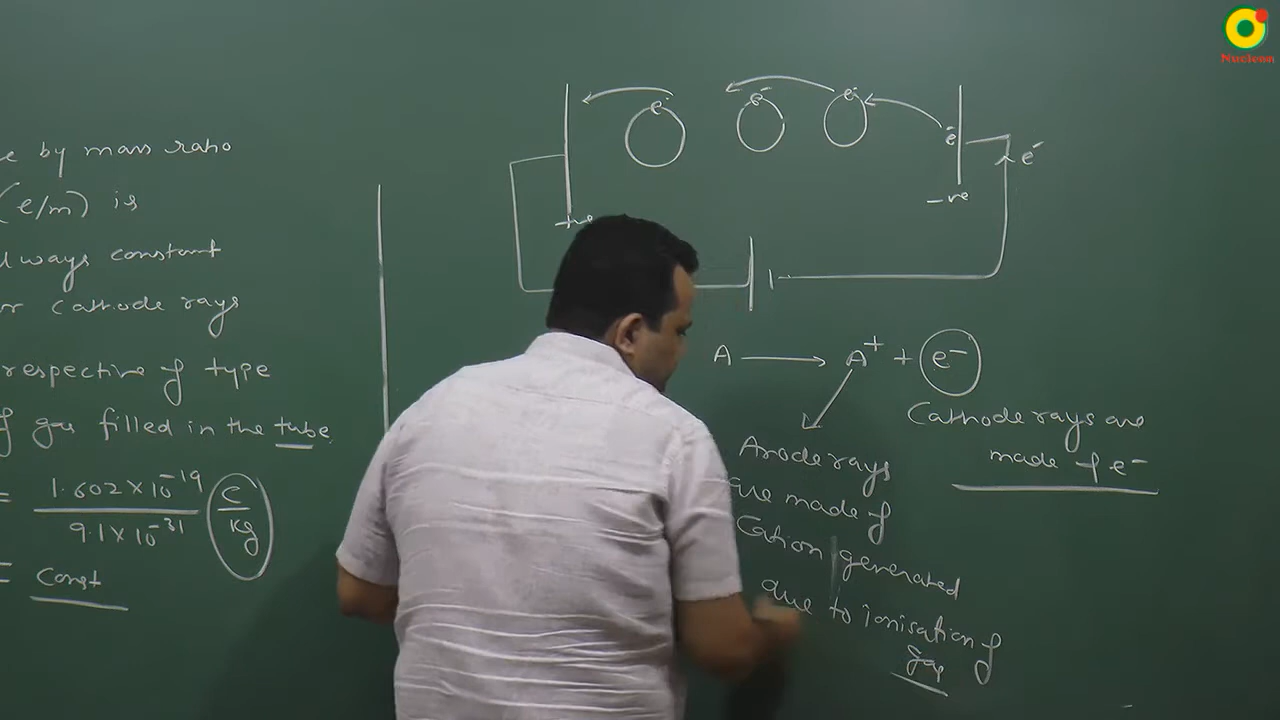 Nucleon
e by mass ratio
(e/m) is
lways constant
r Cathode rays
respective of type
f gas filled in the tube.
= 1.602×10⁻¹⁹ / 9.1×10⁻³¹ C/kg
= Const
e⁻ e⁻ e⁻ e⁻ e⁻
+ve -ve
A → A⁺ + e⁻
Cathode rays are
made of e⁻
Anode rays
are made of
Cation generated
due to ionisation of
gas